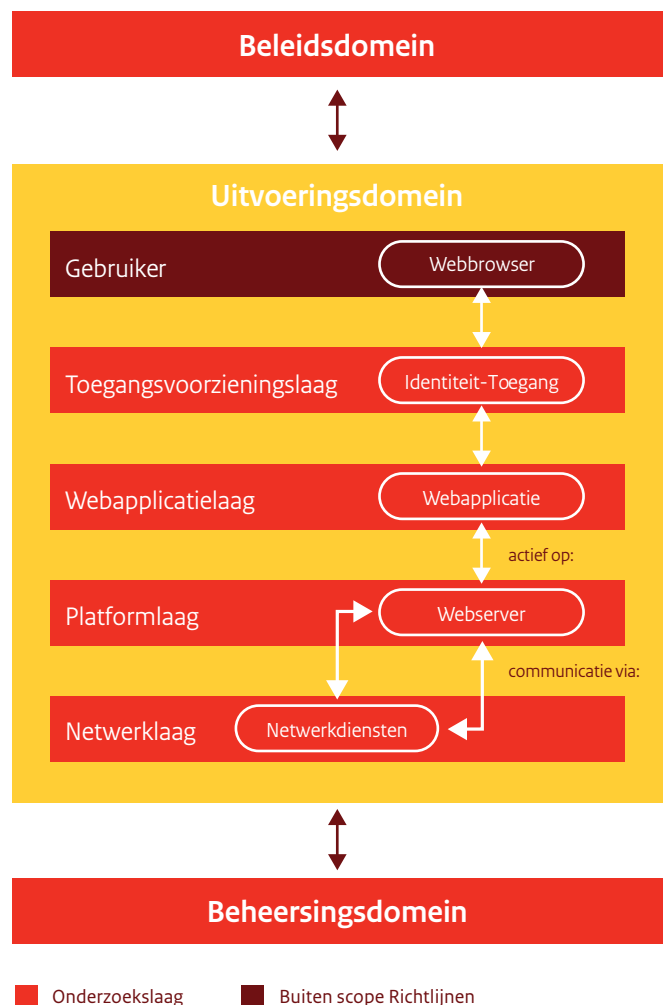 Beleidsdomein
Uitvoeringsdomein
Gebruiker
Webbrowser
Toegangsvoorzieningslaag
Identiteit-Toegang
Webapplicatielaag
Webapplicatie
actief op:
Platformlaag
Webserver
communicatie via:
Netwerklaag
Netwerkdiensten
Beheersingsdomein
Onderzoekslaag
Buiten scope Richtlijnen